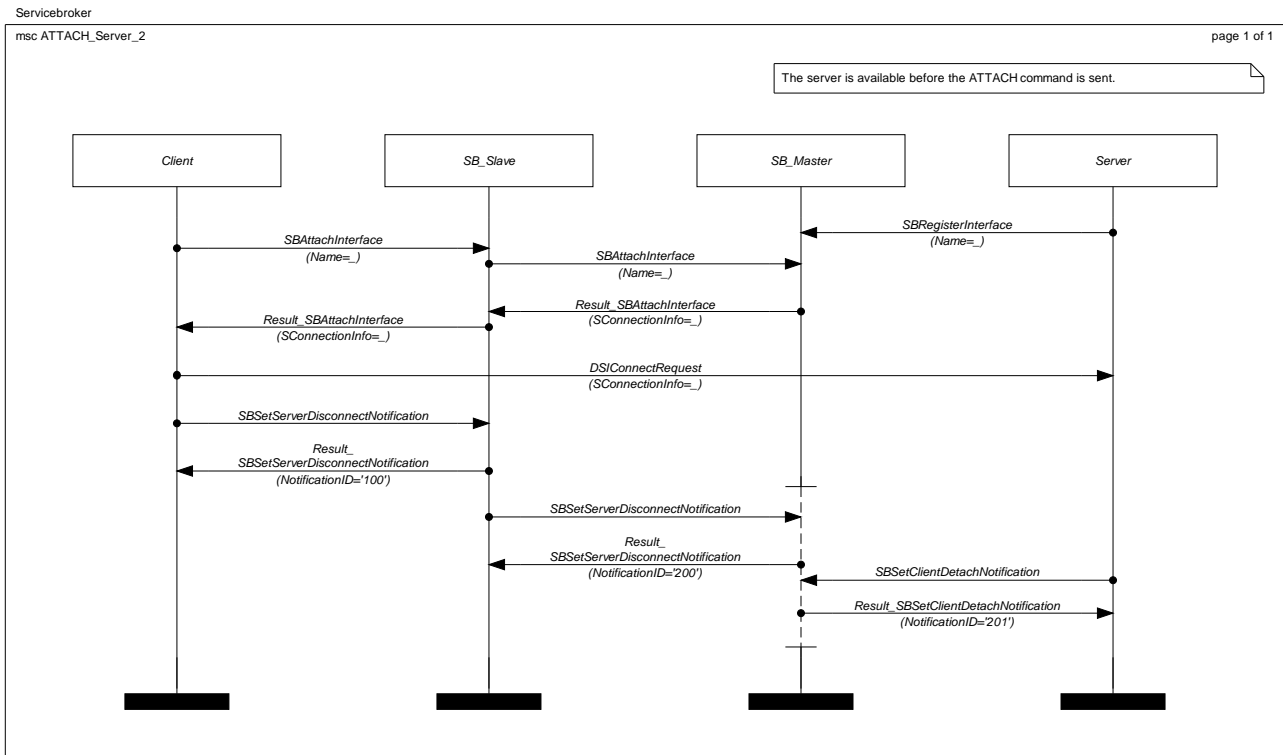 Servicebroker
msc ATTACH_Server_2
page 1 of 1
The server is available before the ATTACH command is sent.
Client
SB_Slave
SB_Master
Server
SBRegisterInterface
(Name=_)
SBAttachInterface
(Name=_)
SBAttachInterface
(Name=_)
Result_SBAttachInterface
(SConnectionInfo=_)
Result_SBAttachInterface
(SConnectionInfo=_)
DSIConnectRequest
(SConnectionInfo=_)
SBSetServerDisconnectNotification
Result_
SBSetServerDisconnectNotification
(NotificationID='100')
SBSetServerDisconnectNotification
Result_
SBSetServerDisconnectNotification
(NotificationID='200')
SBSetClientDetachNotification
Result_SBSetClientDetachNotification
(NotificationID='201')